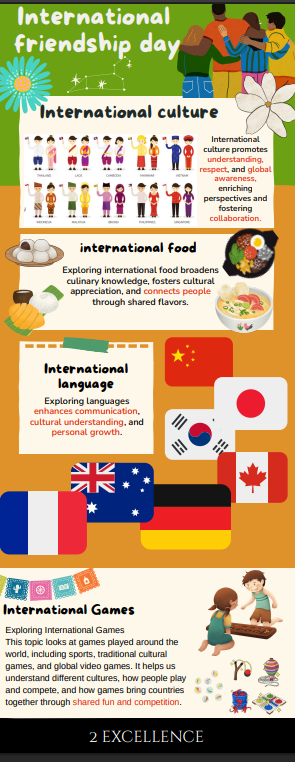 International
friendship day
International culture
THAILAND LAOS CAMBODIA MYANMAR VIETNAM
INDONESIA MALAYSIA BRUNEI PHILIPPINES SINGAPORE
International
culture promotes
understanding,
respect, and global
awareness,
enriching
perspectives and
fostering
collaboration.
international food
Exploring international food broadens
culinary knowledge, fosters cultural
appreciation, and connects people
through shared flavors.
International
language
Exploring languages
enhances communication,
cultural understanding, and
personal growth.
International Games
Exploring International Games
This topic looks at games played around the
world, including sports, traditional cultural
games, and global video games. It helps us
understand different cultures, how people play
and compete, and how games bring countries
together through shared fun and competition.
2 EXCELLENCE